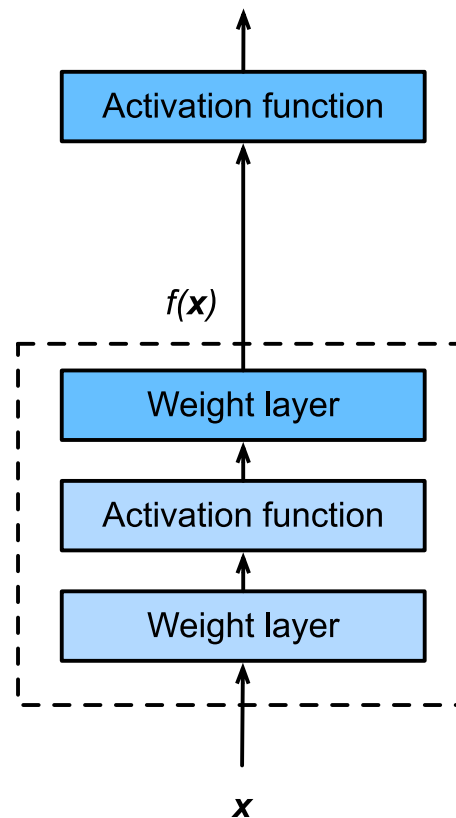 Activation function
f(x)
Weight layer
Activation function
Weight layer
x